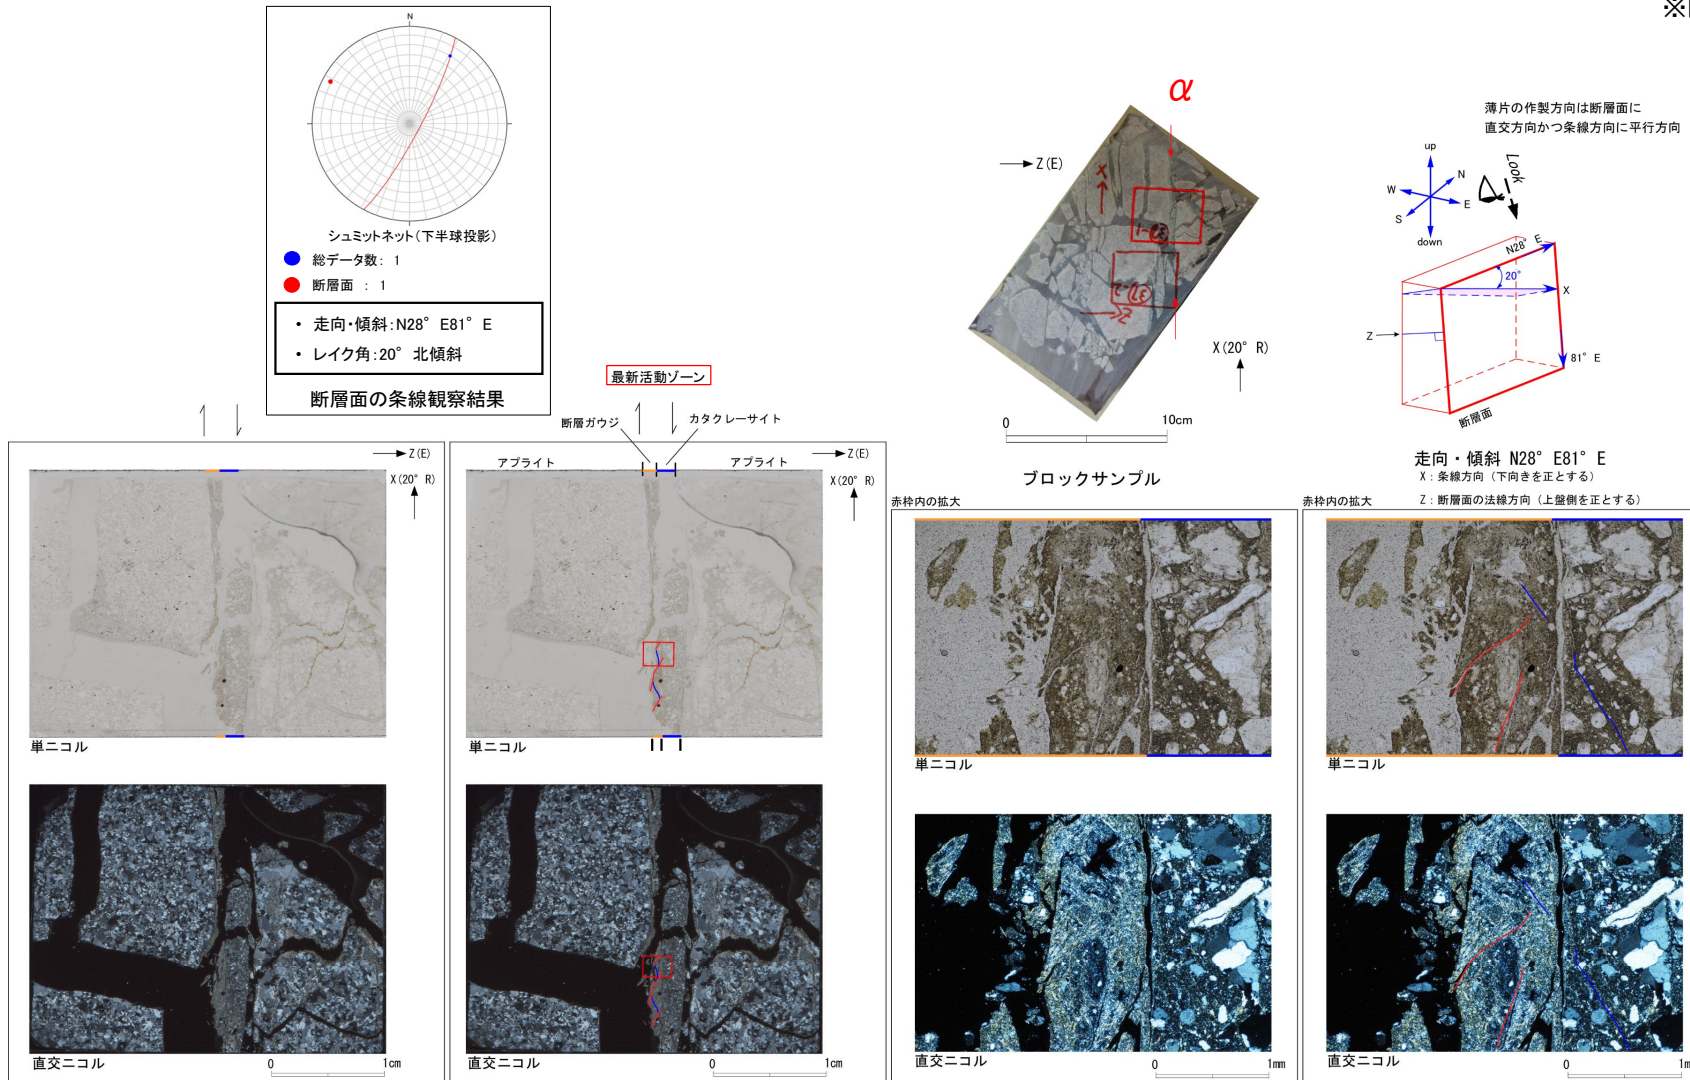 ※
N
シュミットネット(下半球投影)
総データ数: 1
断層面 : 1
・ 走向・傾斜:N28° E81° E
・ レイク角:20° 北傾斜
断層面の条線観察結果
α
Z(E)
X
3)-1
3)-2
Z
X(20° R)
0
10cm
ブロックサンプル
薄片の作製方向は断層面に
直交方向かつ条線方向に平行方向
up
N
W
E
S
down
Look
N28° E
20°
X
Z
81° E
断層面
走向・傾斜 N28° E81° E
X:条線方向(下向きを正とする)
Z:断層面の法線方向(上盤側を正とする)
最新活動ゾーン
断層ガウジ
カタクレーサイト
Z(E)
X(20° R)
単ニコル
直交ニコル
0
1cm
アプライト
アプライト
Z(E)
X(20° R)
単ニコル
直交ニコル
0
1cm
赤枠内の拡大
単ニコル
直交ニコル
0
1mm
赤枠内の拡大
単ニコル
直交ニコル
0